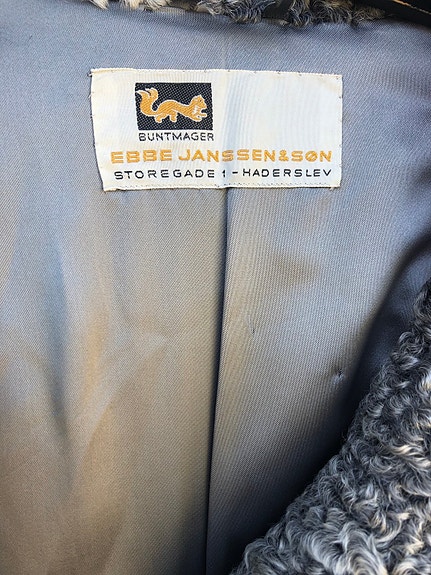 BUNTMAGER
EBBE JANSSEN & SØN
STOREGADE 1 - HADERSLEV